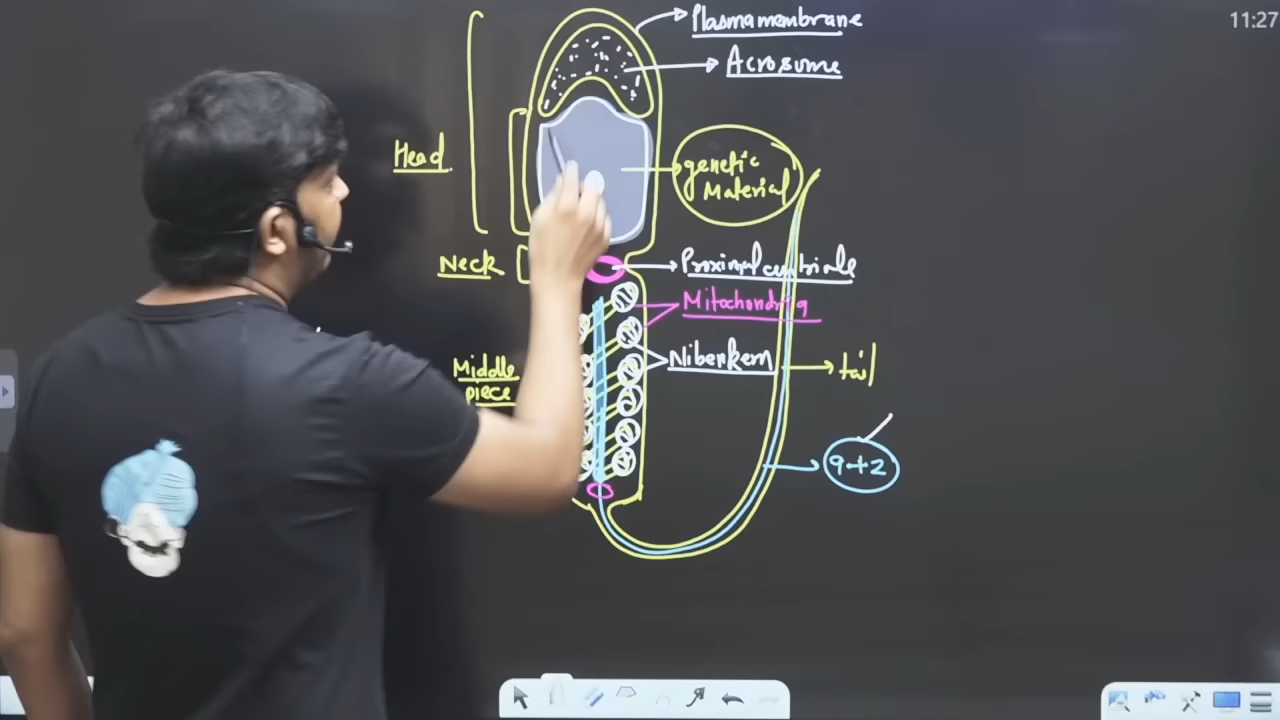 11:27
Plasmamembrane
Acrosome
Head
genetic
Material
Neck
Proximal centriole
Mitochondria
Nibenkern
Middle
piece
tail
9+2